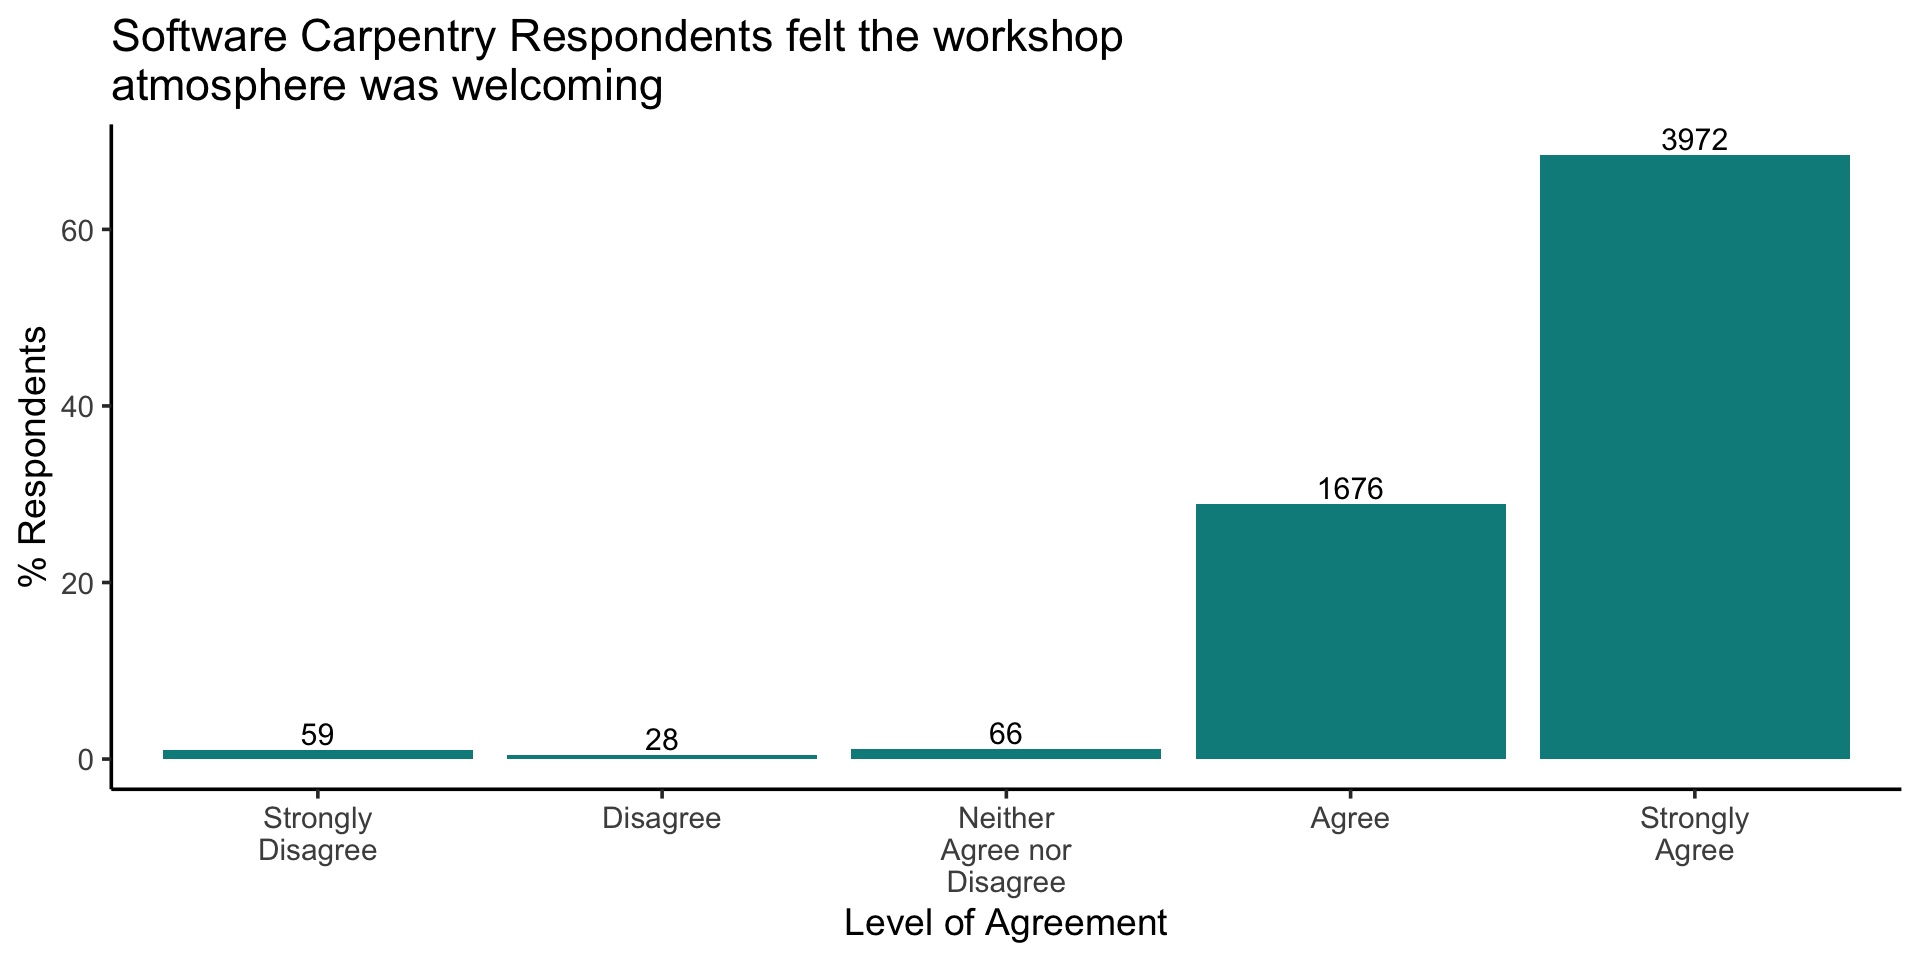 Software Carpentry Respondents felt the workshop
atmosphere was welcoming
% Respondents
60
40
20
0
59
28
66
1676
3972
Strongly
Disagree
Disagree
Neither
Agree nor
Disagree
Agree
Strongly
Agree
Level of Agreement